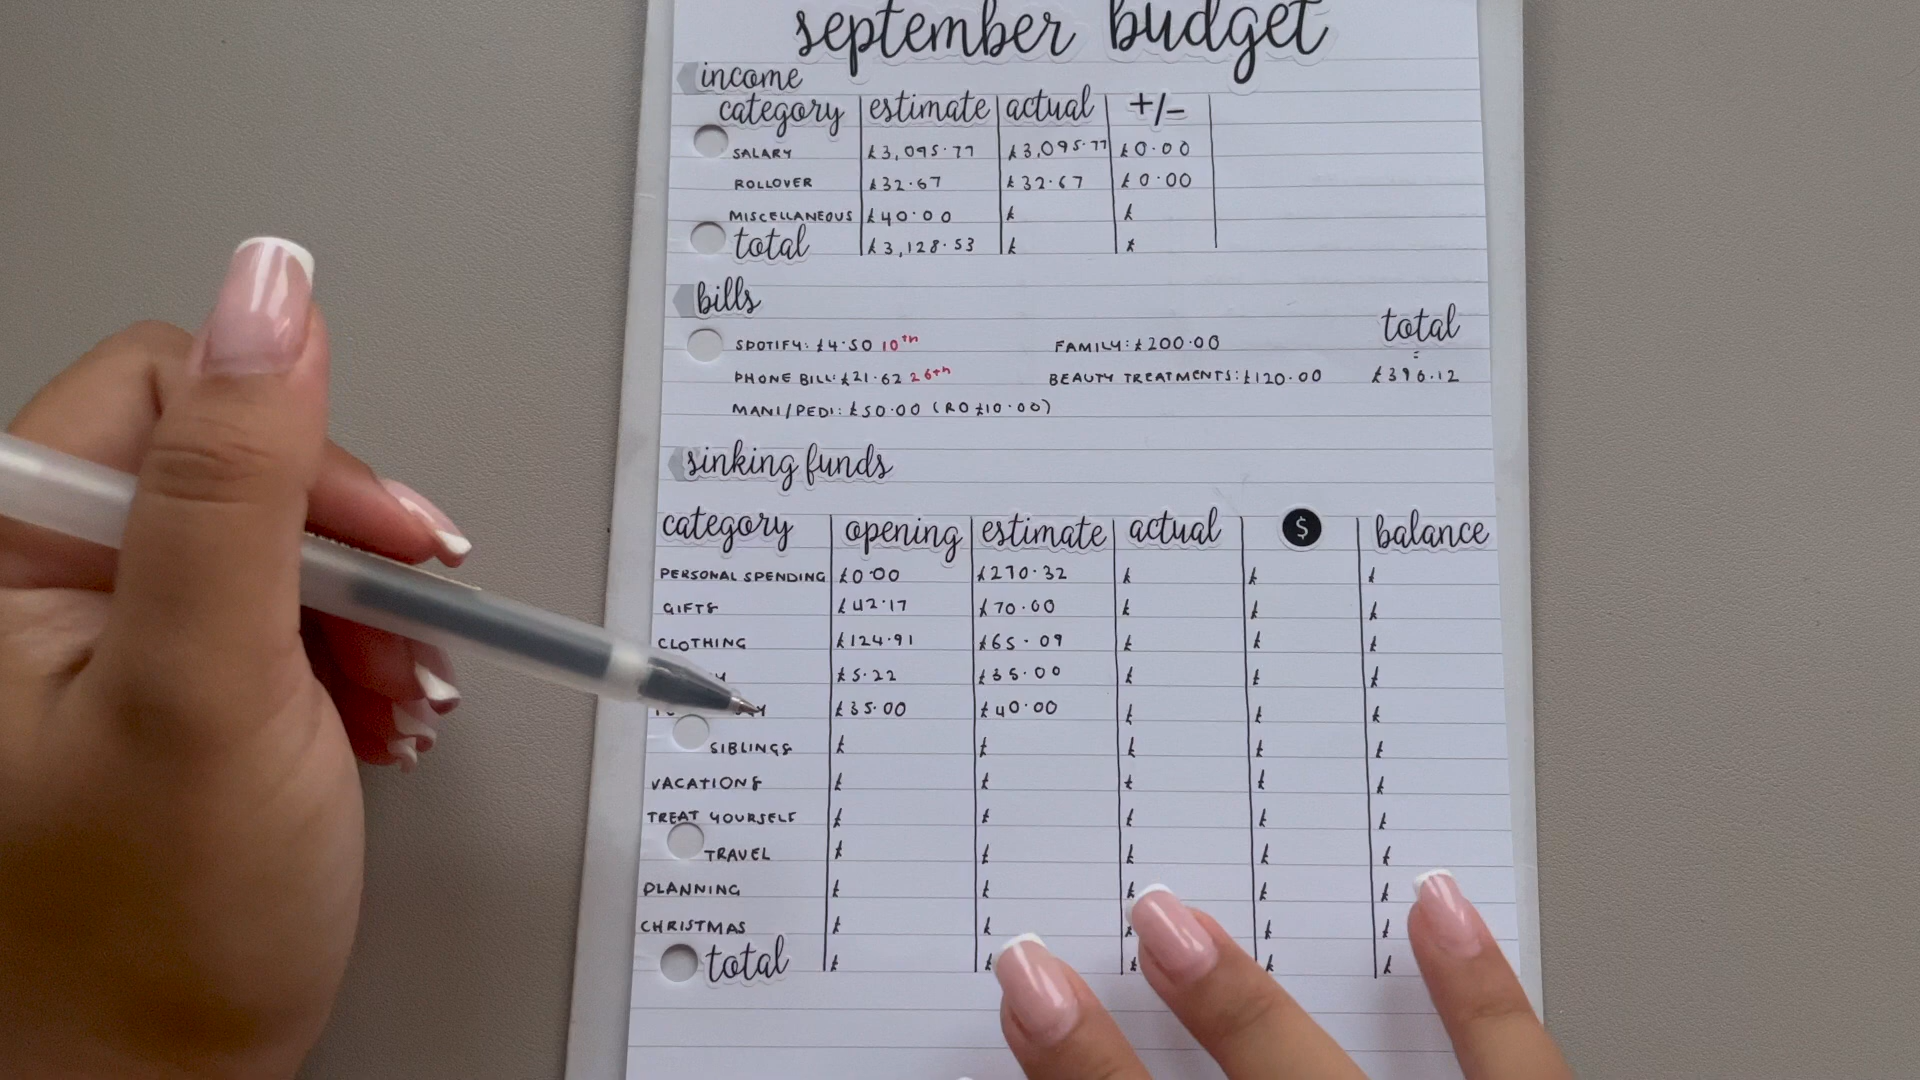 september budget
income
category estimate actual +/-
SALARY £3,095.77 £3,095.77 £0.00
ROLLOVER £32.67 £32.67 £0.00
MISCELLANEOUS £40.00 £ £
total £3,128.53 £ £
bills
total
SPOTIFY: £4.50 10th FAMILY: £200.00 =
PHONE BILL: £21.62 26th BEAUTY TREATMENTS: £120.00 £396.12
MANI/PEDI: £50.00 (RO £10.00)
sinking funds
category opening estimate actual $ balance
PERSONAL SPENDING £0.00 £270.32 £ £ £
GIFTS £42.17 £70.00 £ £ £
CLOTHING £124.91 £65.09 £ £ £
£5.22 £35.00 £ £ £
£35.00 £40.00 £ £ £
SIBLINGS £ £ £ £ £
VACATIONS £ £ £ £ £
TREAT YOURSELF £ £ £ £ £
TRAVEL £ £ £ £ £
PLANNING £ £ £ £ £
CHRISTMAS £ £ £ £ £
total £ £ £ £ £